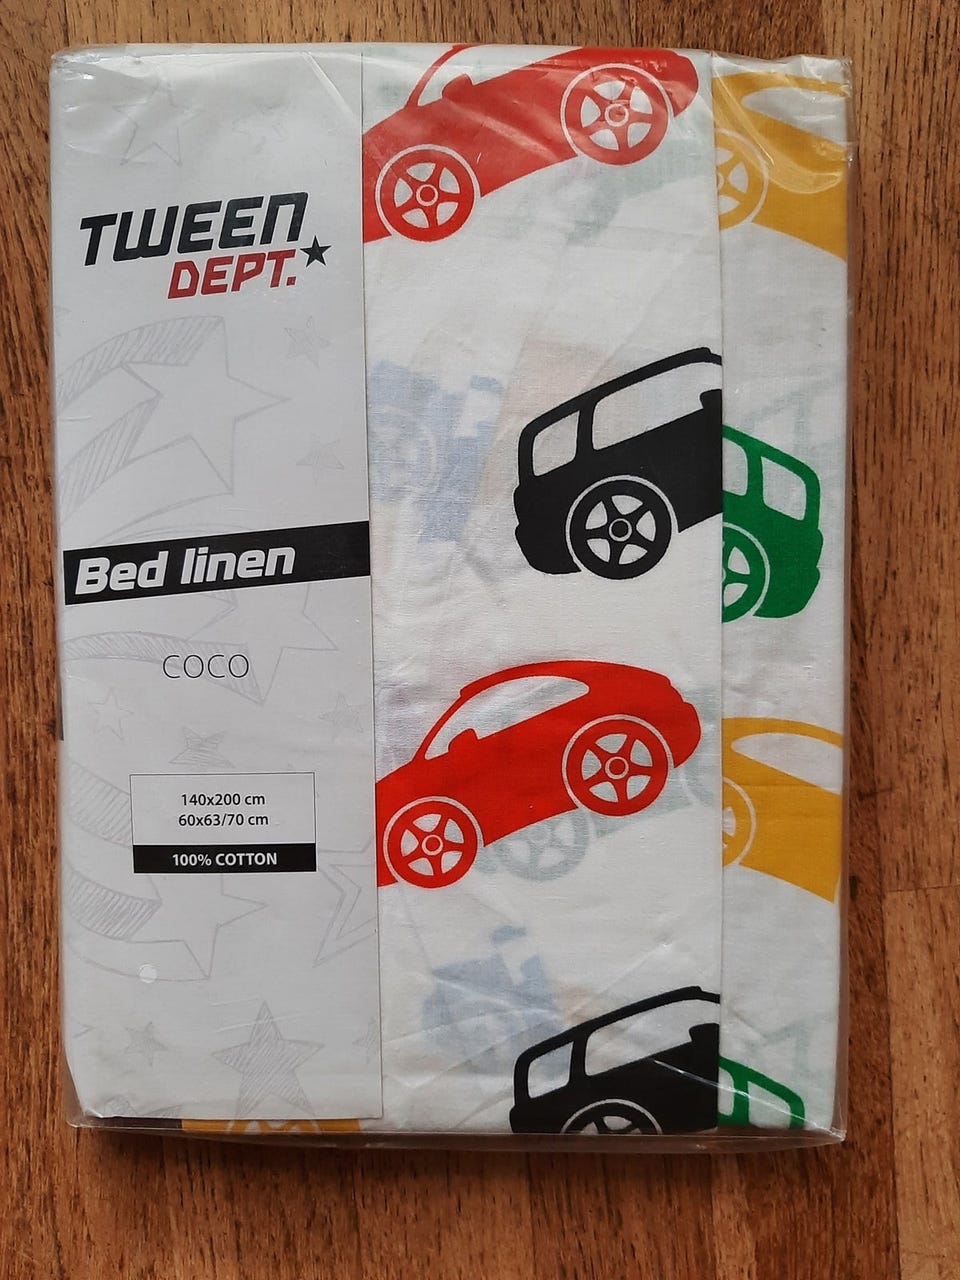 TWEEN
DEPT.
Bed linen
COCO
140x200 cm
60x63/70 cm
100% COTTON